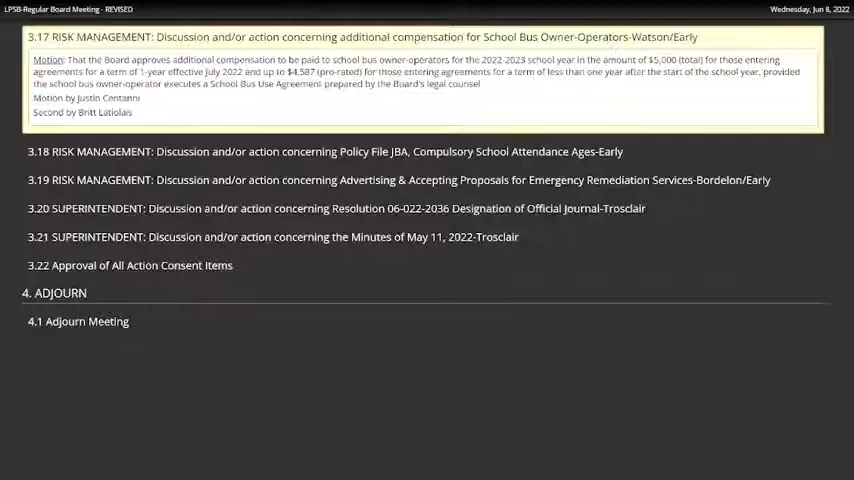 LPSB-Regular Board Meeting - REVISED
Wednesday, Jun 8, 2022
3.17 RISK MANAGEMENT: Discussion and/or action concerning additional compensation for School Bus Owner-Operators-Watson/Early
Motion: That the Board approves additional compensation to be paid to school bus owner-operators for the 2022-2023 school year in the amount of $5,000 (total) for those entering
agreements for a term of 1-year effective July 2022 and up to $4,587 (pro-rated) for those entering agreements for a term of less than one year after the start of the school year, provided
the school bus owner-operator executes a School Bus Use Agreement prepared by the Board's legal counsel
Motion by Justin Centanni
Second by Britt Latiolais
3.18 RISK MANAGEMENT: Discussion and/or action concerning Policy File JBA, Compulsory School Attendance Ages-Early
3.19 RISK MANAGEMENT: Discussion and/or action concerning Advertising & Accepting Proposals for Emergency Remediation Services-Bordelon/Early
3.20 SUPERINTENDENT: Discussion and/or action concerning Resolution 06-022-2036 Designation of Official Journal-Trosclair
3.21 SUPERINTENDENT: Discussion and/or action concerning the Minutes of May 11, 2022-Trosclair
3.22 Approval of All Action Consent Items
4. ADJOURN
4.1 Adjourn Meeting